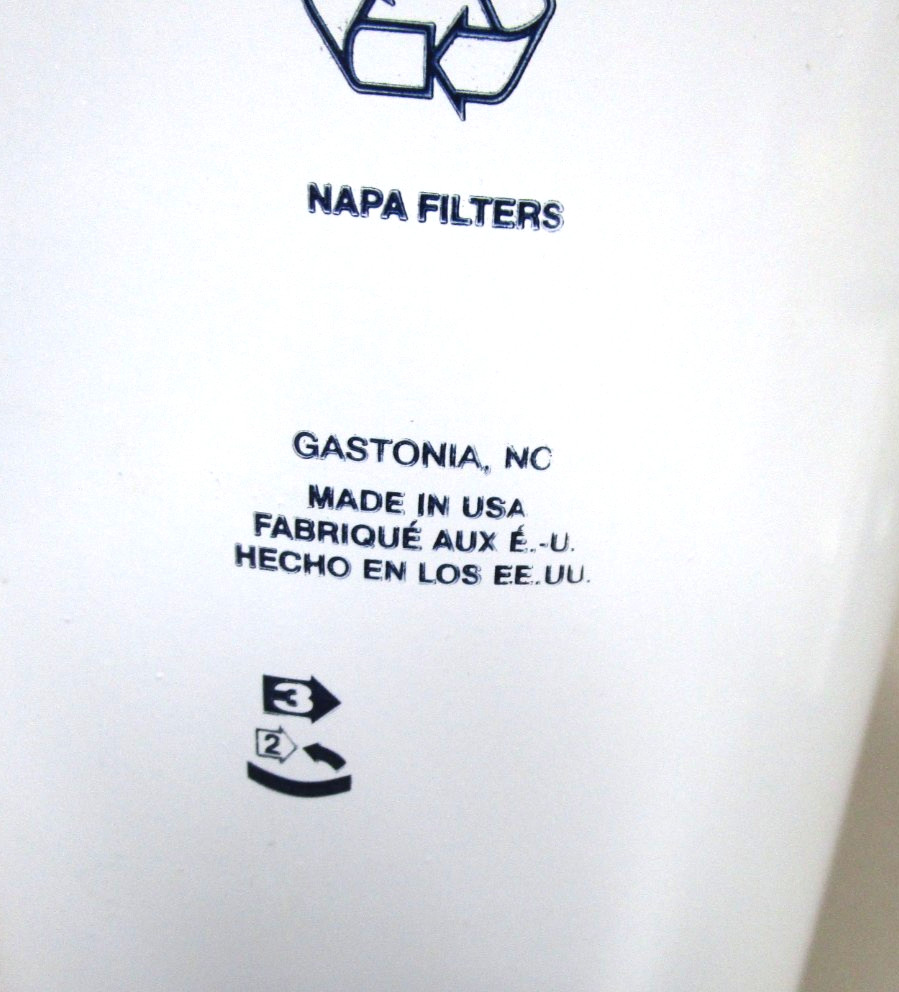 NAPA FILTERS
GASTONIA, NC
MADE IN USA
FABRIQUÉ AUX É.-U.
HECHO EN LOS EE.UU.
3
2